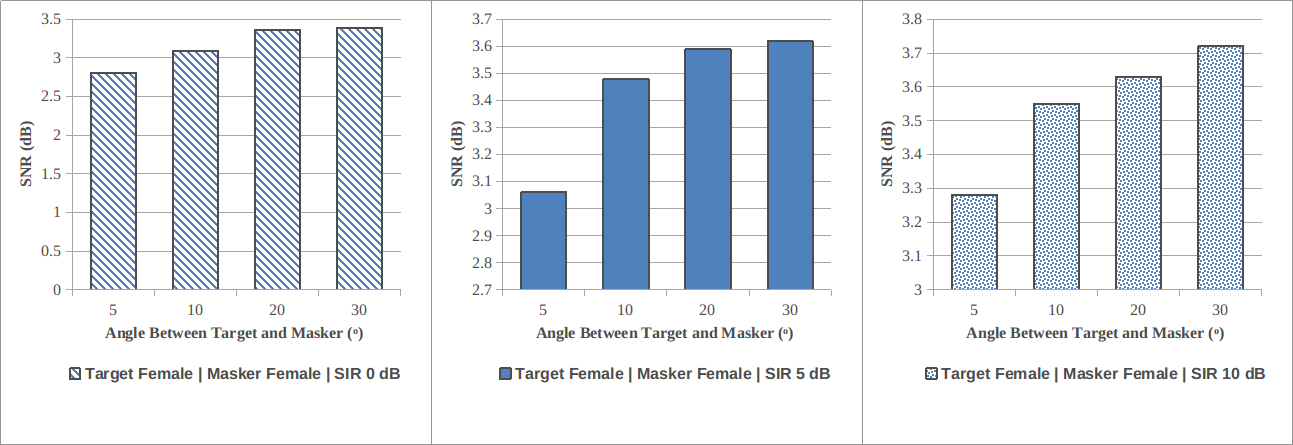 3.5
3
2.5
2
1.5
1
0.5
0
SNR (dB)
5 10 20 30
Angle Between Target and Masker (º)
Target Female | Masker Female | SIR 0 dB
3.7
3.6
3.5
3.4
3.3
3.2
3.1
3
2.9
2.8
2.7
SNR (dB)
5 10 20 30
Angle Between Target and Masker (º)
Target Female | Masker Female | SIR 5 dB
3.8
3.7
3.6
3.5
3.4
3.3
3.2
3.1
3
SNR (dB)
5 10 20 30
Angle Between Target and Masker (º)
Target Female | Masker Female | SIR 10 dB